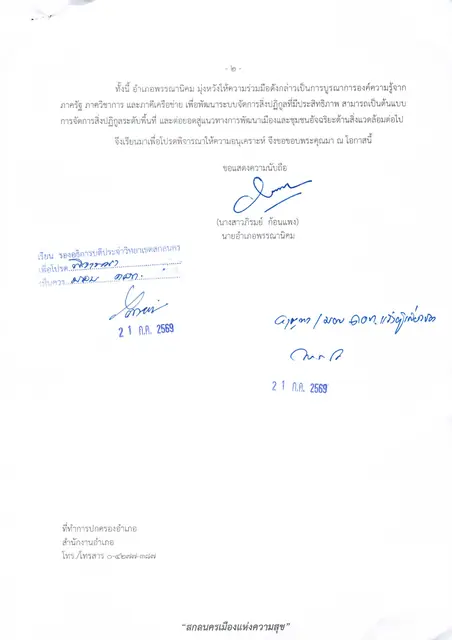 - ๒ -
ทั้งนี้ อำเภอพรรณานิคม มุ่งหวังให้ความร่วมมือดังกล่าวเป็นการบูรณาการองค์ความรู้จาก
ภาครัฐ ภาควิชาการ และภาคีเครือข่าย เพื่อพัฒนาระบบจัดการสิ่งปฏิกูลที่มีประสิทธิภาพ สามารถเป็นต้นแบบ
การจัดการสิ่งปฏิกูลระดับพื้นที่ และต่อยอดสู่แนวทางการพัฒนาเมืองและชุมชนอัจฉริยะด้านสิ่งแวดล้อมต่อไป
จึงเรียนมาเพื่อโปรดพิจารณาให้ความอนุเคราะห์ จึงขอขอบพระคุณมา ณ โอกาสนี้
ขอแสดงความนับถือ
(นางสาวภิรมย์ ก้อนแพง)
นายอำเภอพรรณานิคม
เรียน รองอธิการบดีประจำวิทยาเขตสกลนคร
เพื่อโปรด พิจารณา
เห็นควร มอบ
21 ก.ค. 2569
21 ก.ค. 2569
ที่ทำการปกครองอำเภอ
สำนักงานอำเภอ
โทร./โทรสาร ๐-๔๒๗๗-๓๘๗
"สกลนครเมืองแห่งความสุข"